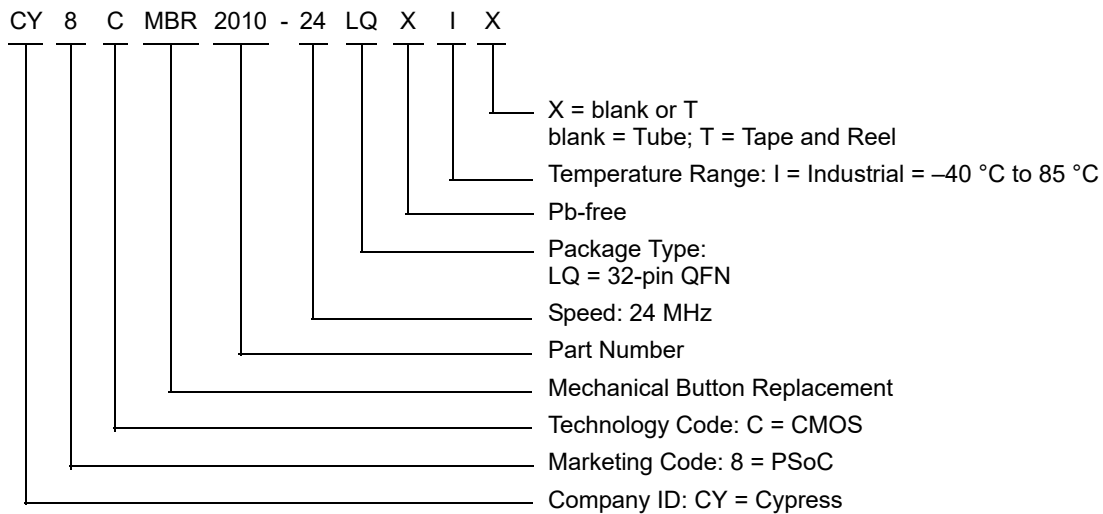 CY 8 C MBR 2010 - 24 LQ X I X
X = blank or T
blank = Tube; T = Tape and Reel
Temperature Range: I = Industrial = –40 °C to 85 °C
Pb-free
Package Type:
LQ = 32-pin QFN
Speed: 24 MHz
Part Number
Mechanical Button Replacement
Technology Code: C = CMOS
Marketing Code: 8 = PSoC
Company ID: CY = Cypress